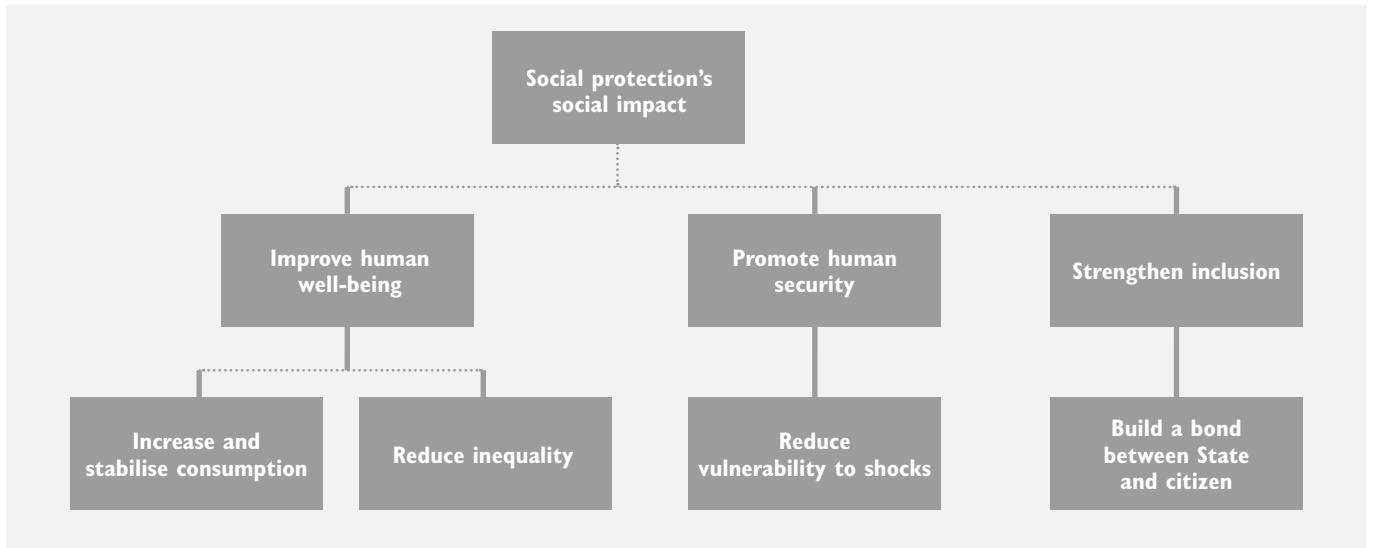 Social protection’s
social impact
Improve human
well-being
Promote human
security
Strengthen inclusion
Increase and
stabilise consumption
Reduce inequality
Reduce
vulnerability to shocks
Build a bond
between State
and citizen